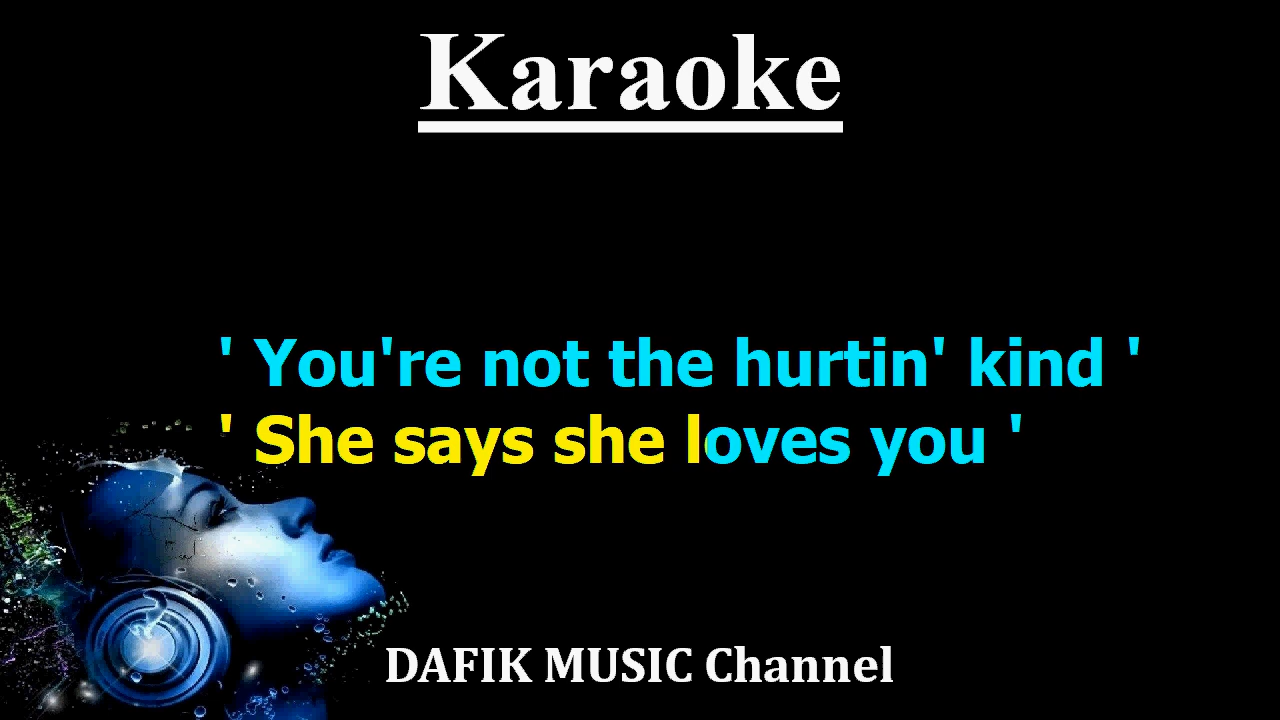 Karaoke
' You're not the hurtin' kind '
' She says she loves you '
DAFIK MUSIC Channel